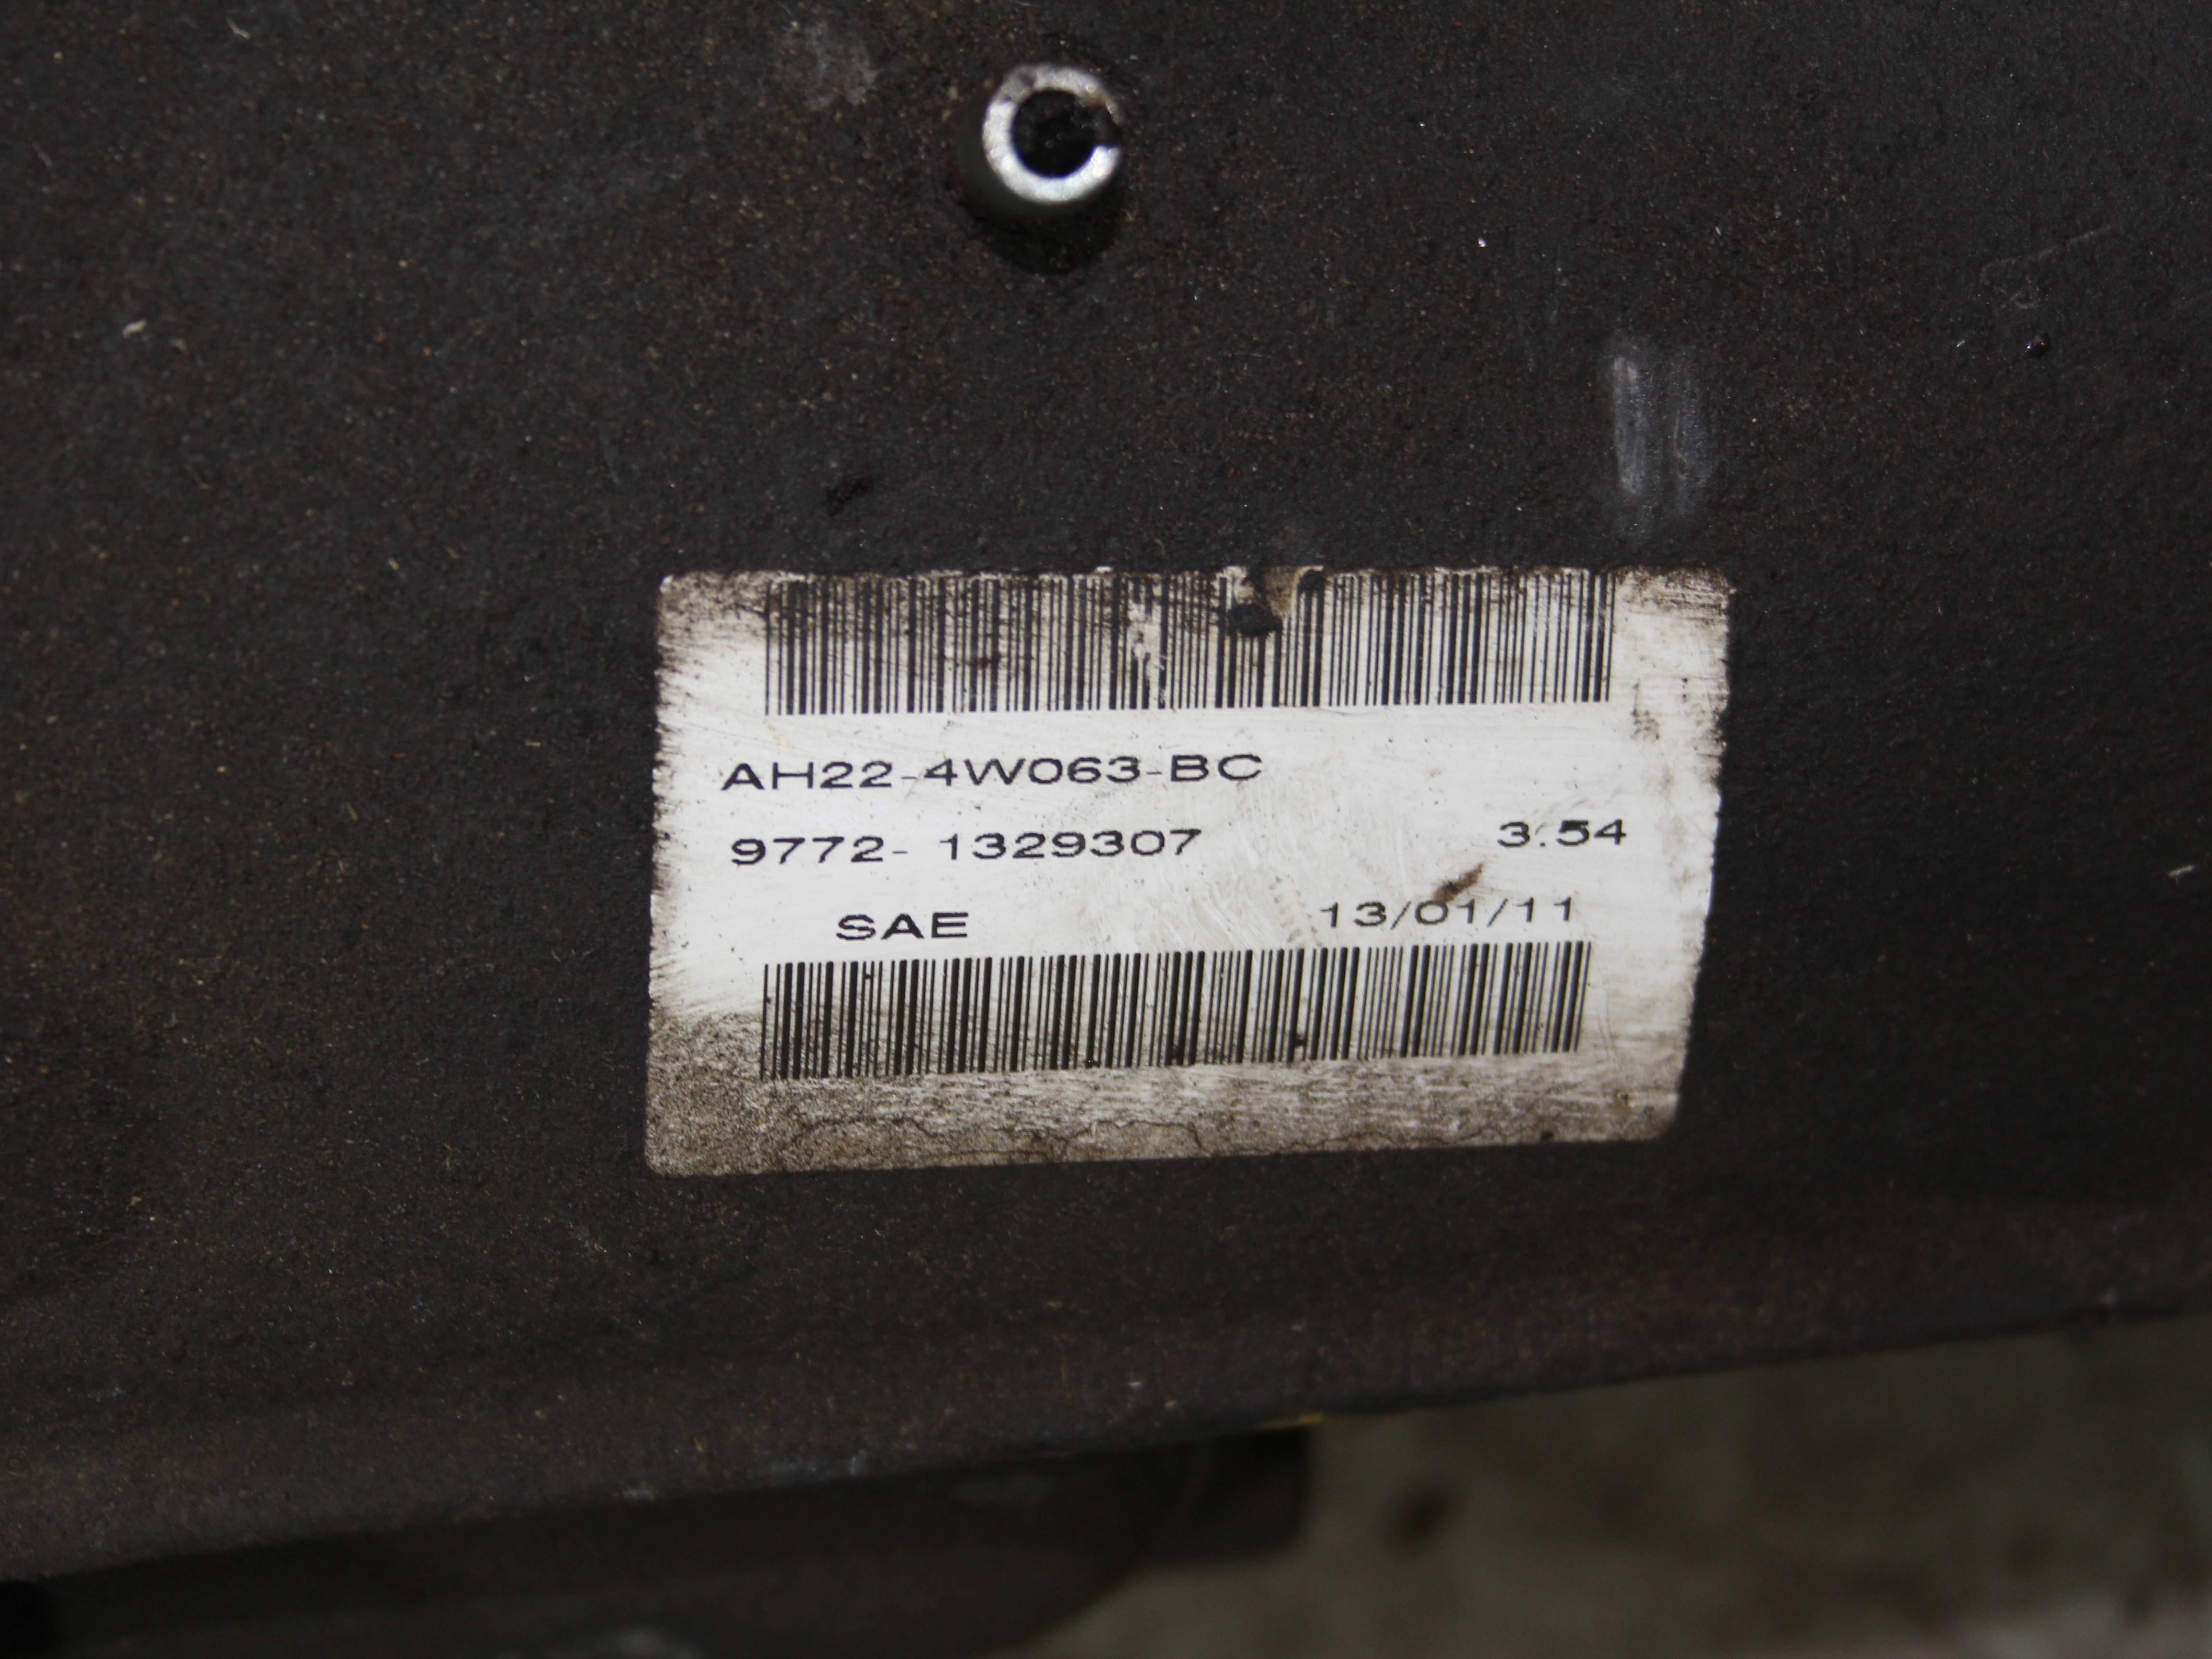 AH22-4W063-BC
9772- 1329307 3.54
SAE 13/01/11